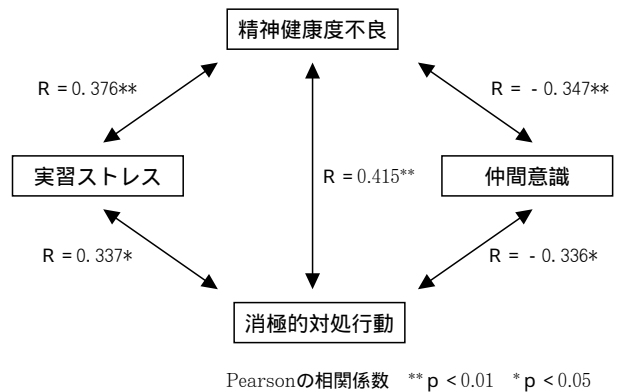 精神健康度不良
R = 0. 376**
R = - 0. 347**
実習ストレス
R = 0.415**
仲間意識
R = 0. 337*
R = - 0. 336*
消極的対処行動
Pearsonの相関係数 **p < 0.01 *p < 0.05